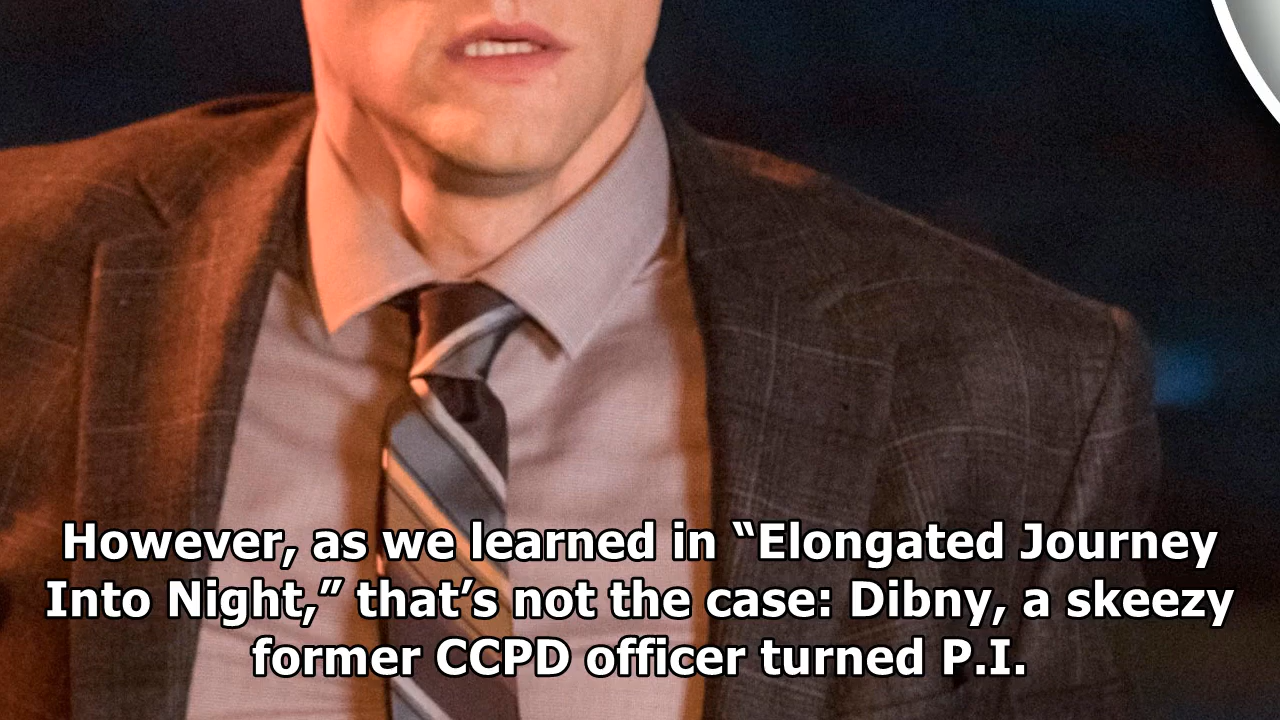 However, as we learned in “Elongated Journey
Into Night,” that’s not the case: Dibny, a skeezy
former CCPD officer turned P.I.